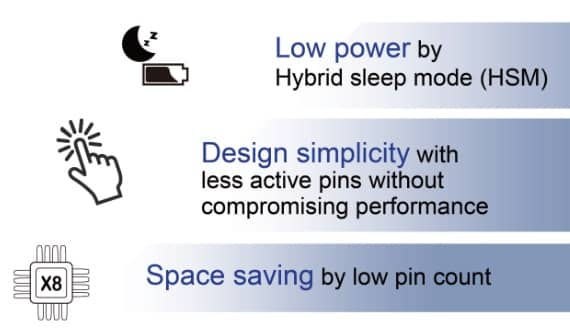 z z
Low power by
Hybrid sleep mode (HSM)
Design simplicity with
less active pins without
compromising performance
X8
Space saving by low pin count